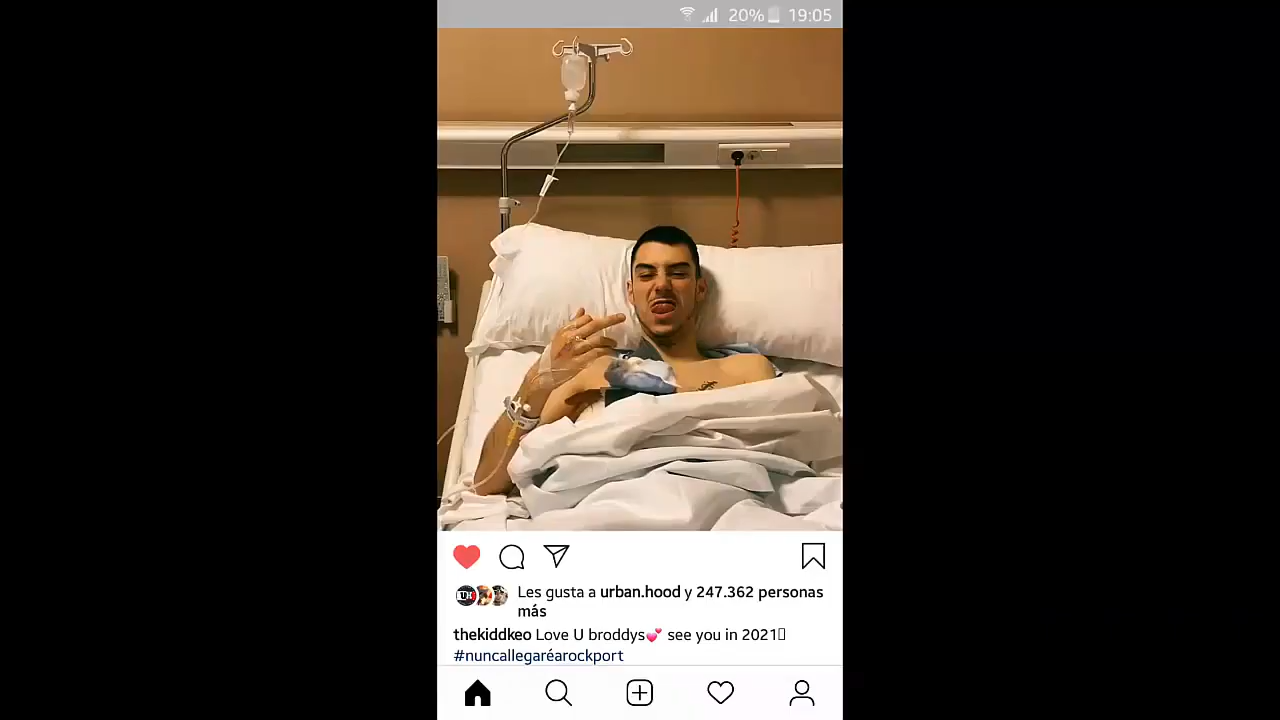 20% 19:05
Les gusta a urban.hood y 247.362 personas
más
thekiddkeo Love U broddys💕 see you in 2021
#nuncallegaréarockport